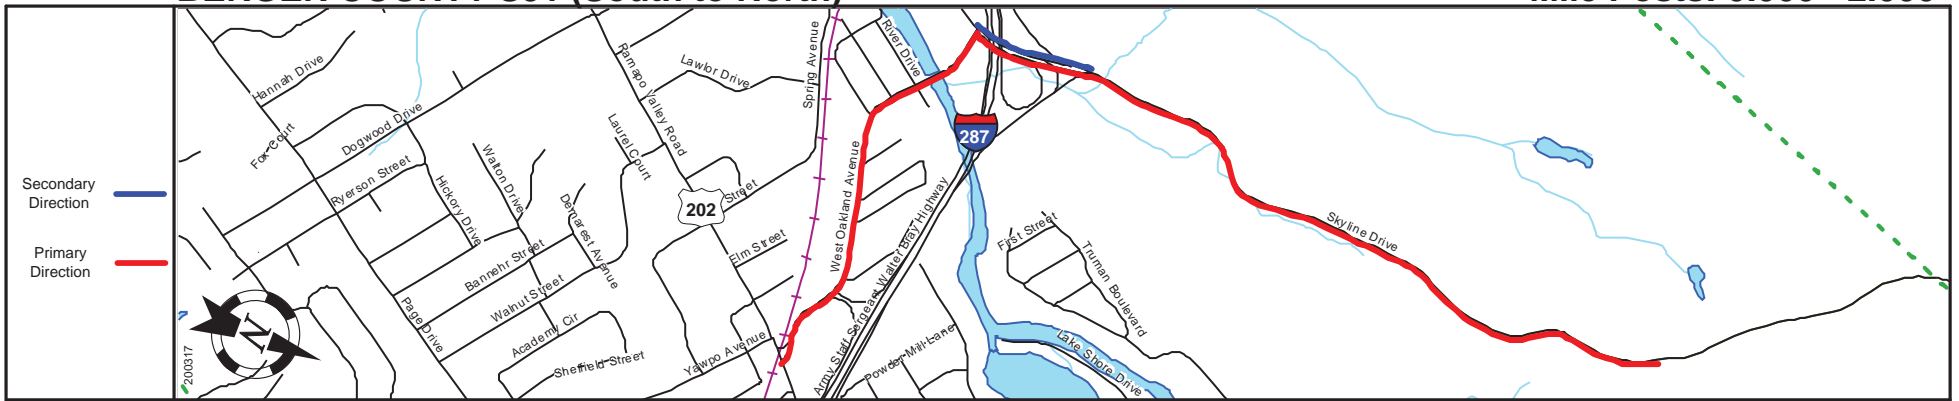 Secondary
Direction
Primary
Direction
Hannah Drive
Fox Court
Dogwood Drive
Ryerson Street
Hickory Drive
Walton Drive
Demarest Avenue
Laurel Court
Ramapo Valley Road
Lawlor Drive
Spring Avenue
River Drive
287
202
Street
Elm Street
West Oakland Avenue
Army Staff Sergeant Walter Bray Highway
First Street
Truman Boulevard
Skyline Drive
Bannehr Street
Walnut Street
Page Drive
Academy Cir
Sheffield Street
Yawpo Avenue
Powder Mill Lane
Lake Shore Drive
N
200317